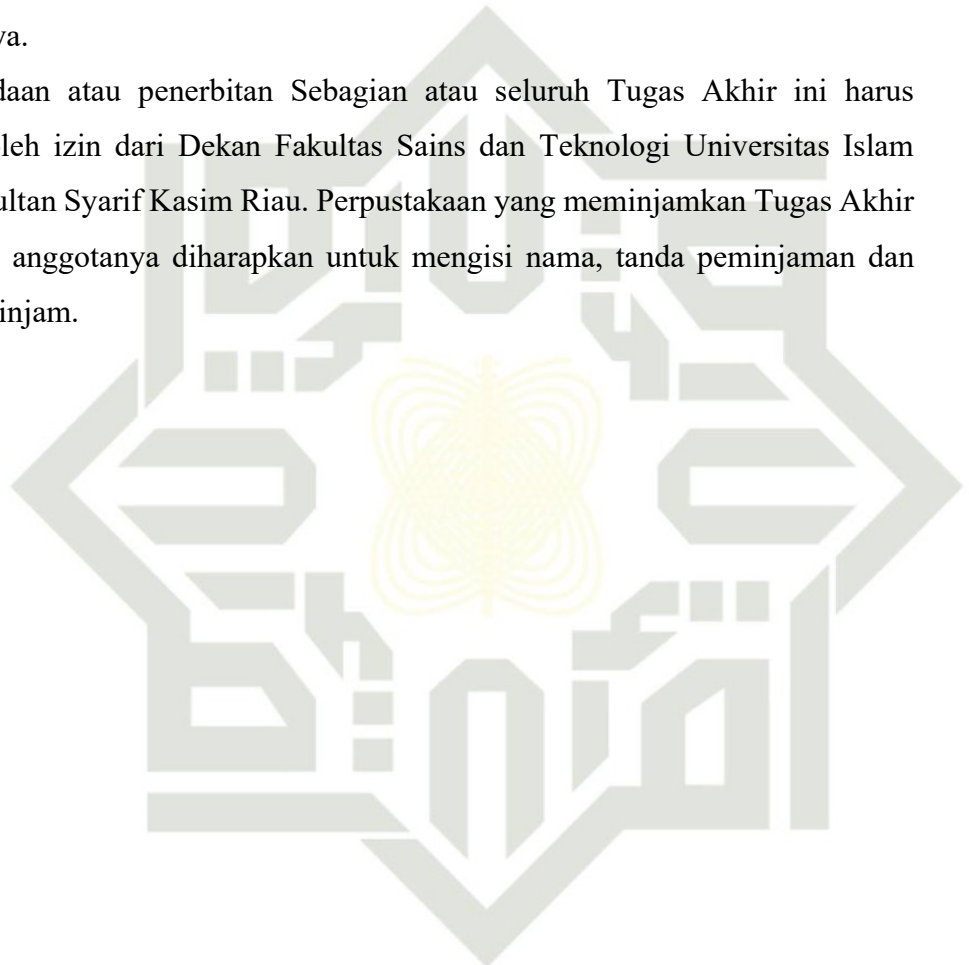 ya.
daan atau penerbitan Sebagian atau seluruh Tugas Akhir ini harus
oleh izin dari Dekan Fakultas Sains dan Teknologi Universitas Islam
ultan Syarif Kasim Riau. Perpustakaan yang meminjamkan Tugas Akhir
anggotanya diharapkan untuk mengisi nama, tanda peminjaman dan
injam.